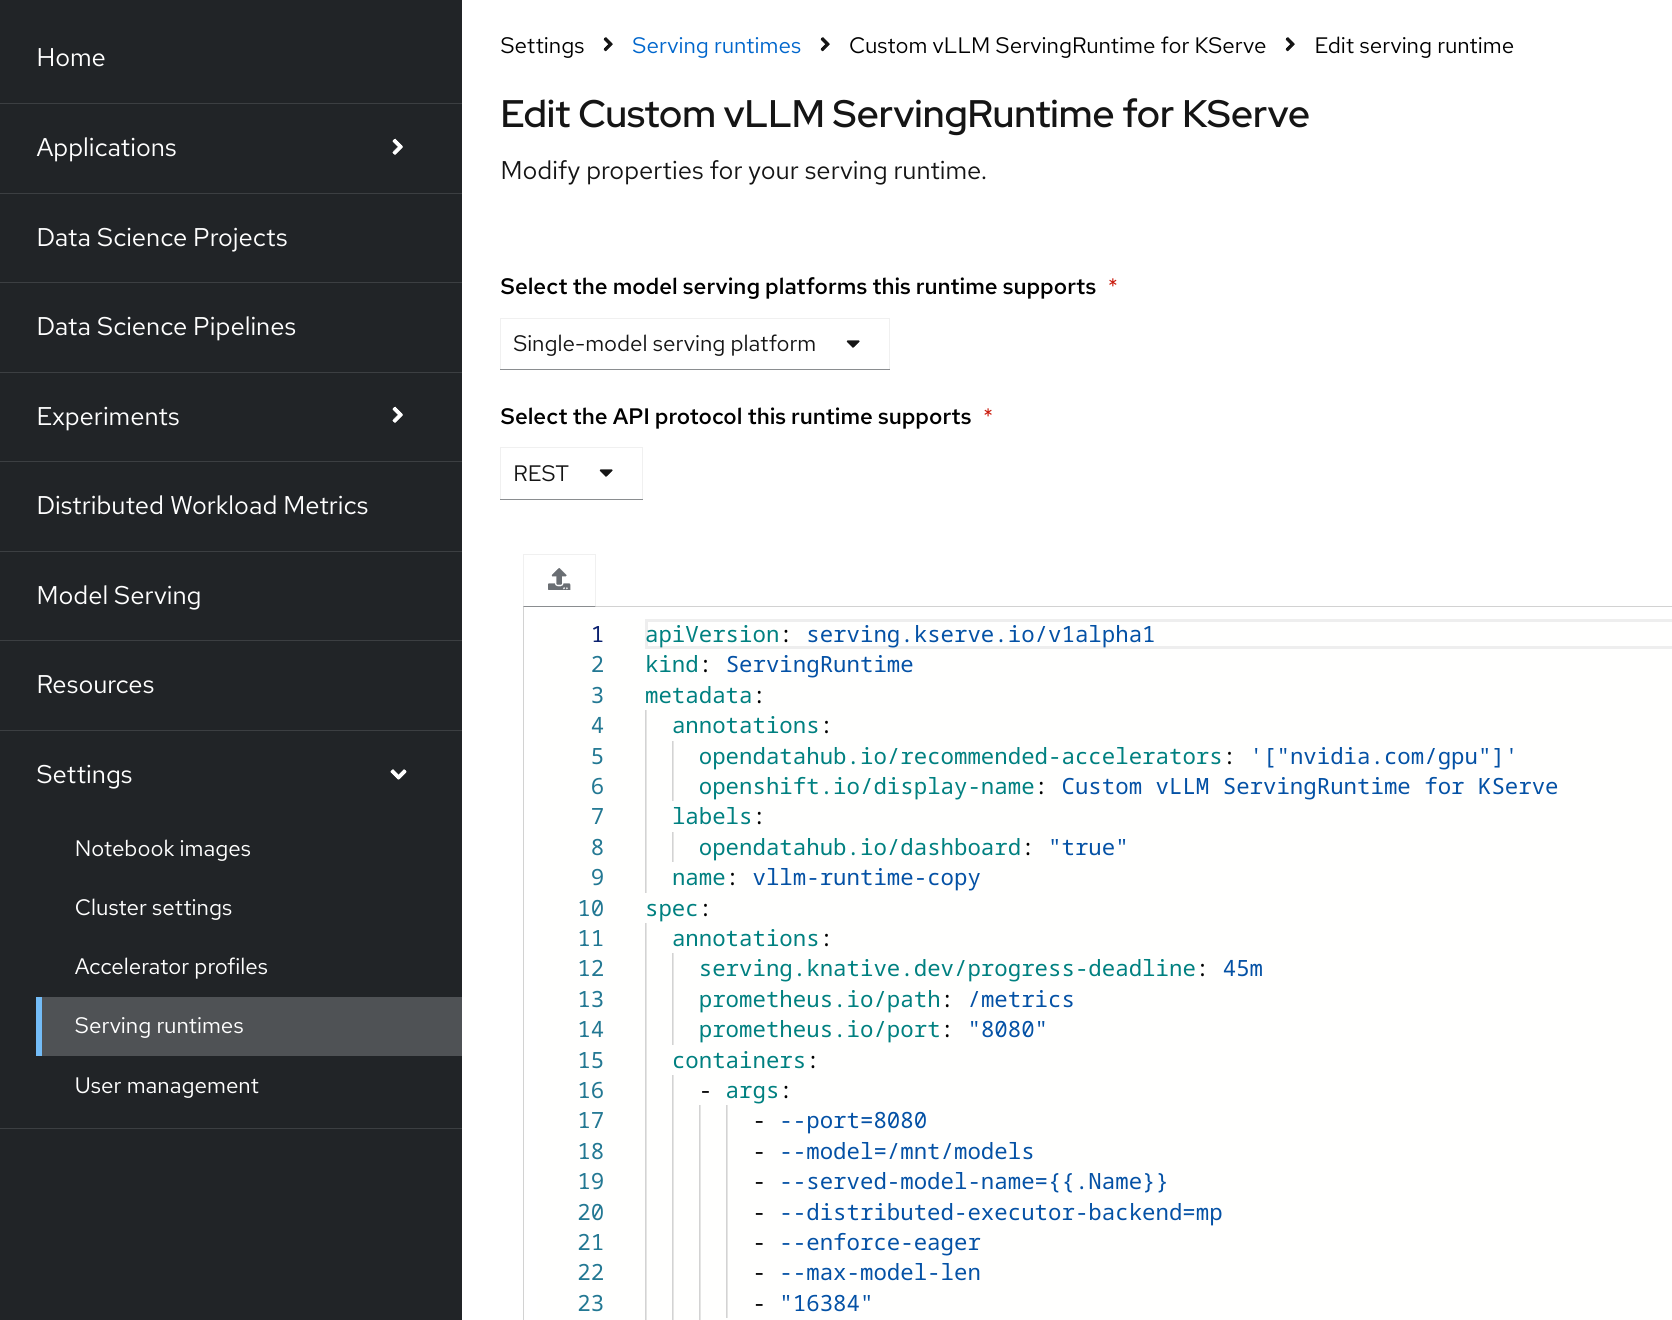 Home
Applications
Data Science Projects
Data Science Pipelines
Experiments
Distributed Workload Metrics
Model Serving
Resources
Settings
Notebook images
Cluster settings
Accelerator profiles
Serving runtimes
User management
Settings > Serving runtimes > Custom vLLM ServingRuntime for KServe > Edit serving runtime
Edit Custom vLLM ServingRuntime for KServe
Modify properties for your serving runtime.
Select the model serving platforms this runtime supports *
Single-model serving platform
Select the API protocol this runtime supports *
REST
1 apiVersion: serving.kserve.io/v1alpha1
2 kind: ServingRuntime
3 metadata:
4   annotations:
5     opendatahub.io/recommended-accelerators: '["nvidia.com/gpu"]'
6     openshift.io/display-name: Custom vLLM ServingRuntime for KServe
7   labels:
8     opendatahub.io/dashboard: "true"
9   name: vllm-runtime-copy
10 spec:
11   annotations:
12     serving.knative.dev/progress-deadline: 45m
13     prometheus.io/path: /metrics
14     prometheus.io/port: "8080"
15   containers:
16     - args:
17         - --port=8080
18         - --model=/mnt/models
19         - --served-model-name={{.Name}}
20         - --distributed-executor-backend=mp
21         - --enforce-eager
22         - --max-model-len
23         - "16384"